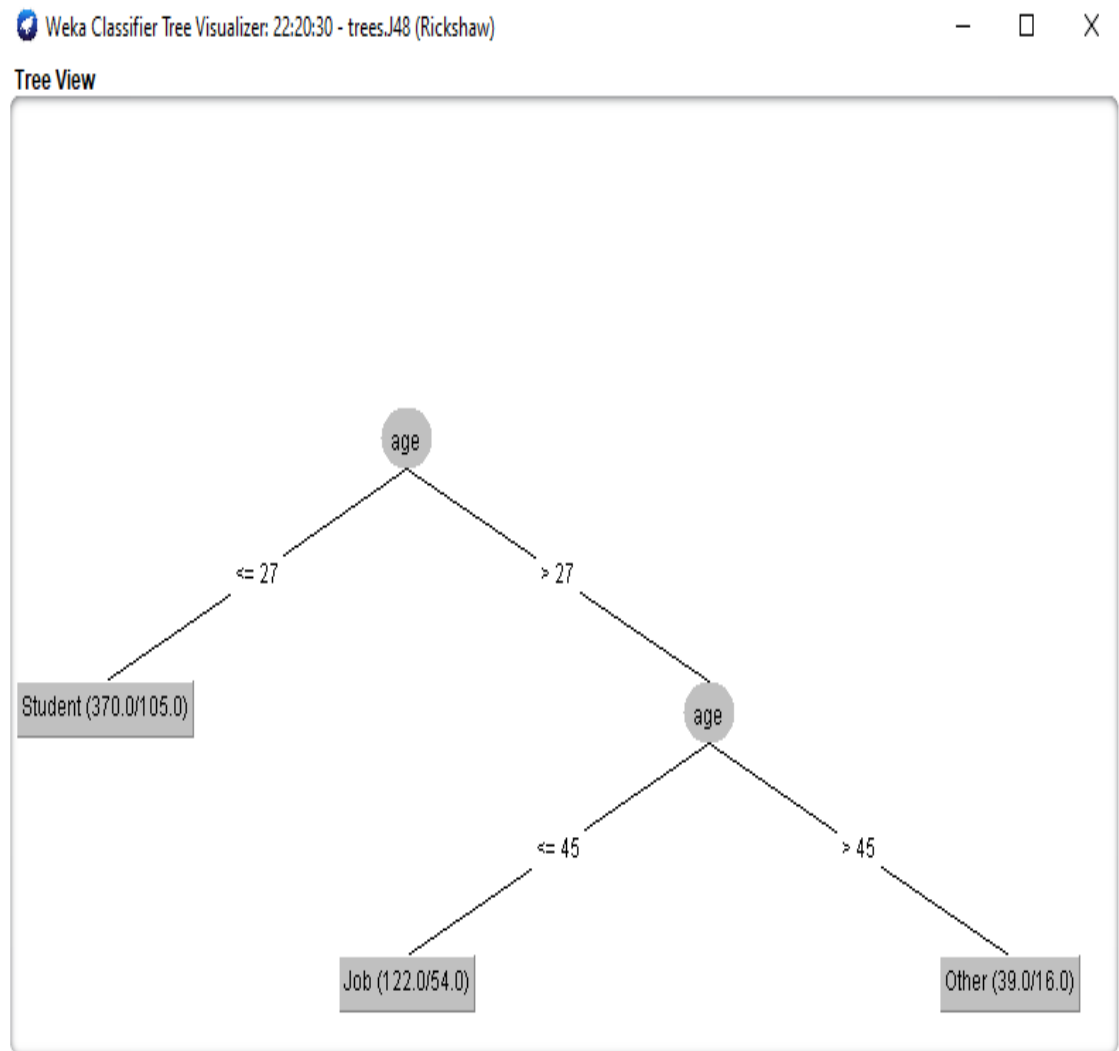 Weka Classifier Tree Visualizer: 22:20:30 - trees.J48 (Rickshaw)
Tree View
age
<= 27
> 27
Student (370.0/105.0)
age
<= 45
> 45
Job (122.0/54.0)
Other (39.0/16.0)